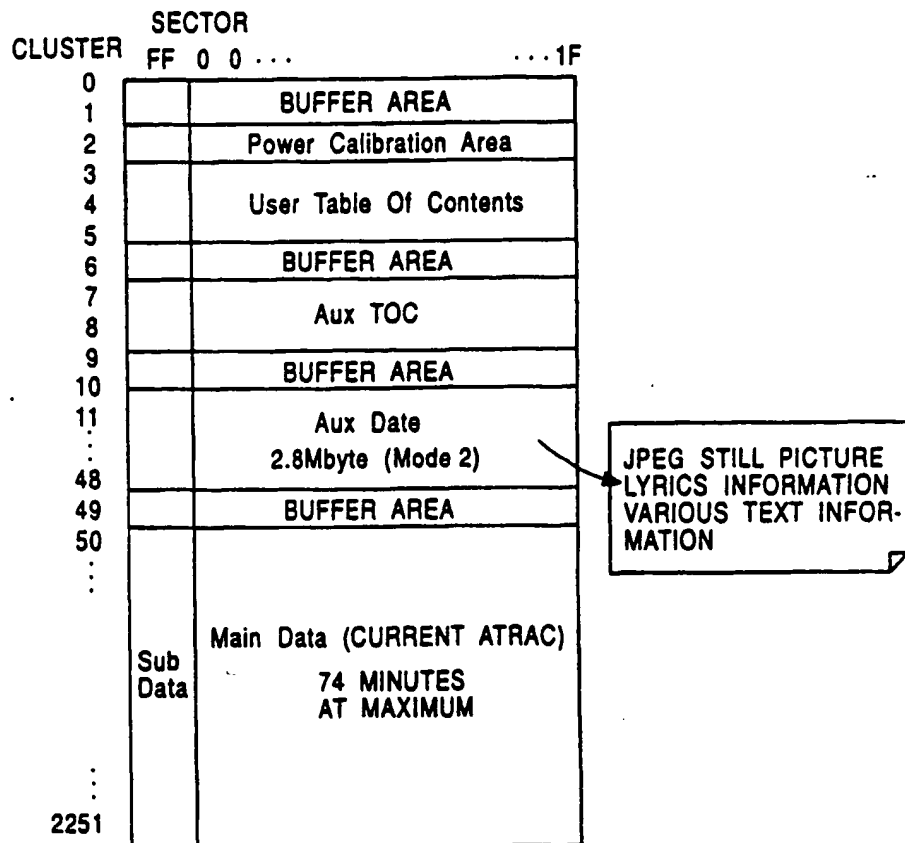 SECTOR
CLUSTER FF 0 0 ··· ···1F
0
1 BUFFER AREA
2 Power Calibration Area
3
4 User Table Of Contents
5
6 BUFFER AREA
7
8 Aux TOC
9
10 BUFFER AREA
11 Aux Date
2.8Mbyte (Mode 2)
48
49 BUFFER AREA
50
JPEG STILL PICTURE
LYRICS INFORMATION
VARIOUS TEXT INFOR-
MATION
Main Data (CURRENT ATRAC)
Sub
Data
74 MINUTES
AT MAXIMUM
2251